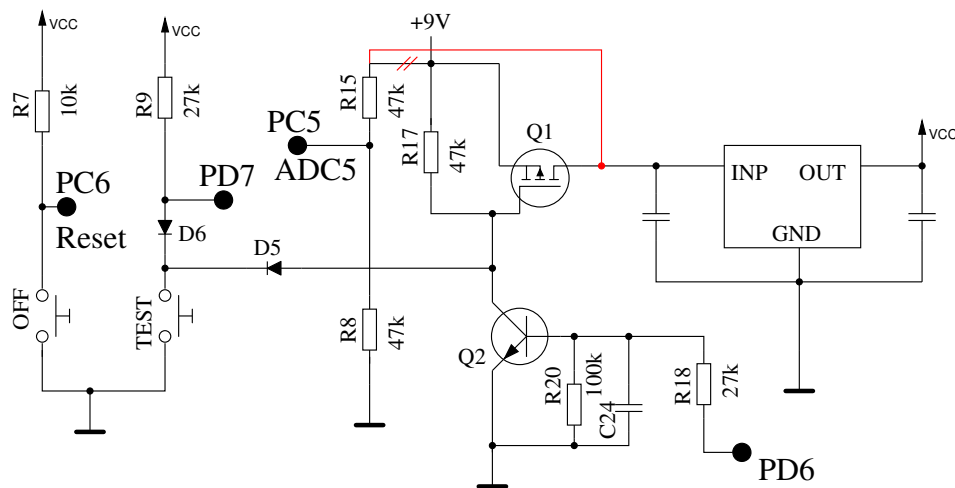 VCC
VCC
+9V
R7
10k
R9
27k
R15
47k
PC5
ADC5
R17
47k
Q1
VCC
INP
OUT
GND
PC6
Reset
PD7
D6
D5
OFF
TEST
R8
47k
Q2
R20
100k
C24
R18
27k
PD6